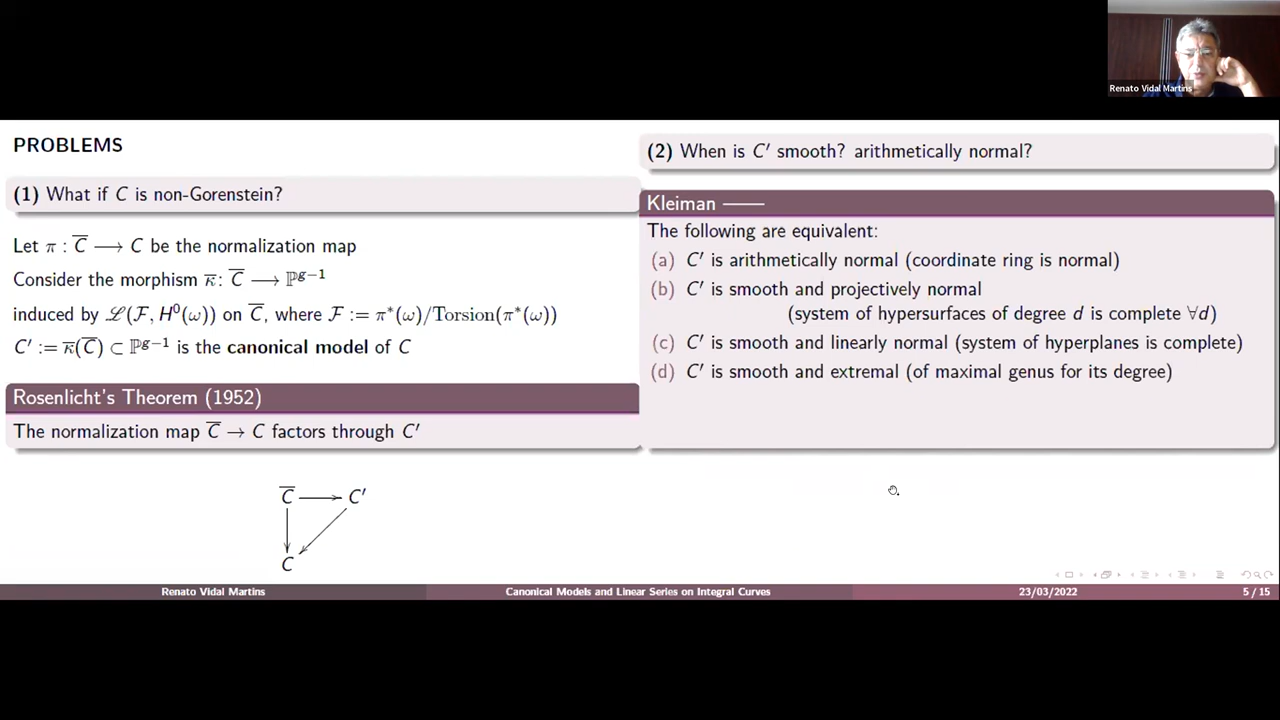 Renato Vidal Martins
PROBLEMS
(1) What if C is non-Gorenstein?
Let π : C̅ ⟶ C be the normalization map
Consider the morphism κ̅ : C̅ ⟶ ℙ^{g−1}
induced by ℒ(ℱ, H⁰(ω)) on C̅, where ℱ := π*(ω)/Torsion(π*(ω))
C′ := κ̅(C̅) ⊂ ℙ^{g−1} is the canonical model of C
Rosenlicht's Theorem (1952)
The normalization map C̅ → C factors through C′
C̅ ⟶ C′
C
(2) When is C′ smooth? arithmetically normal?
Kleiman ——
The following are equivalent:
(a) C′ is arithmetically normal (coordinate ring is normal)
(b) C′ is smooth and projectively normal
(system of hypersurfaces of degree d is complete ∀d)
(c) C′ is smooth and linearly normal (system of hyperplanes is complete)
(d) C′ is smooth and extremal (of maximal genus for its degree)
Renato Vidal Martins
Canonical Models and Linear Series on Integral Curves
23/03/2022
5 / 15